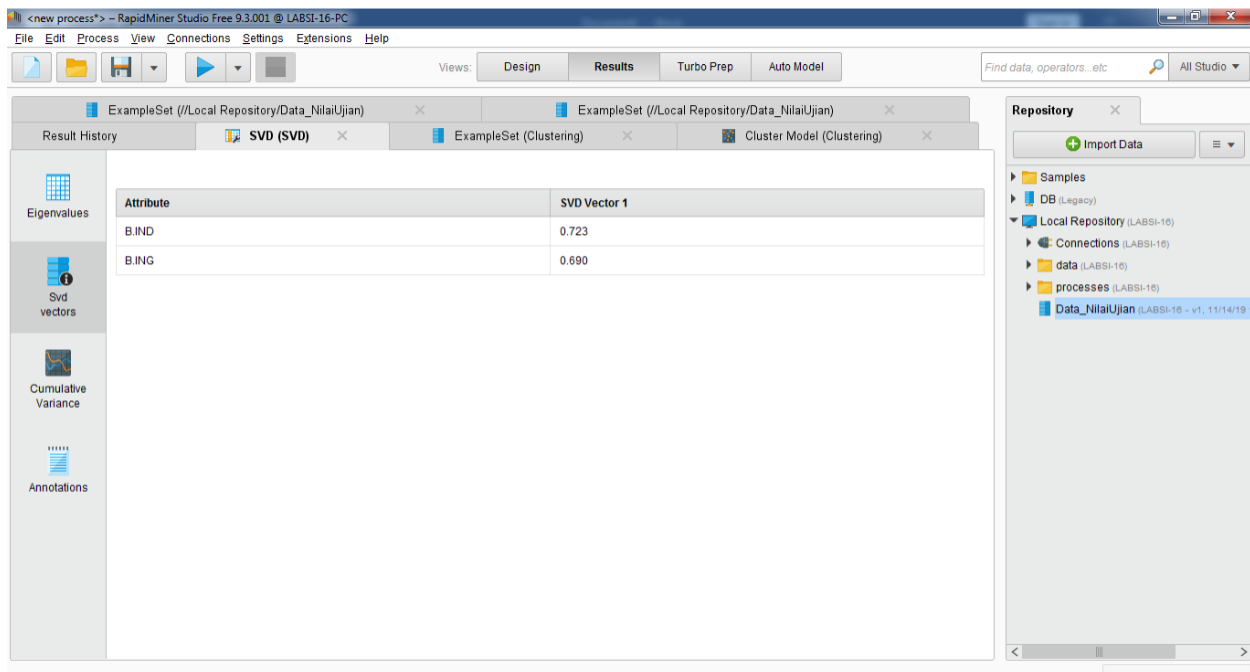 <new process*> – RapidMiner Studio Free 9.3.001 @ LABSI-16-PC
File Edit Process View Connections Settings Extensions Help
Views: Design Results Turbo Prep Auto Model Find data, operators...etc All Studio
ExampleSet (//Local Repository/Data_NilaiUjian) ExampleSet (//Local Repository/Data_NilaiUjian)
Result History SVD (SVD) ExampleSet (Clustering) Cluster Model (Clustering)
Eigenvalues
Svd
vectors
Cumulative
Variance
Annotations
Attribute SVD Vector 1
B.IND 0.723
B.ING 0.690
Repository
Import Data
Samples
DB (Legacy)
Local Repository (LABSI-16)
Connections (LABSI-16)
data (LABSI-16)
processes (LABSI-16)
Data_NilaiUjian (LABSI-16 - v1, 11/14/19